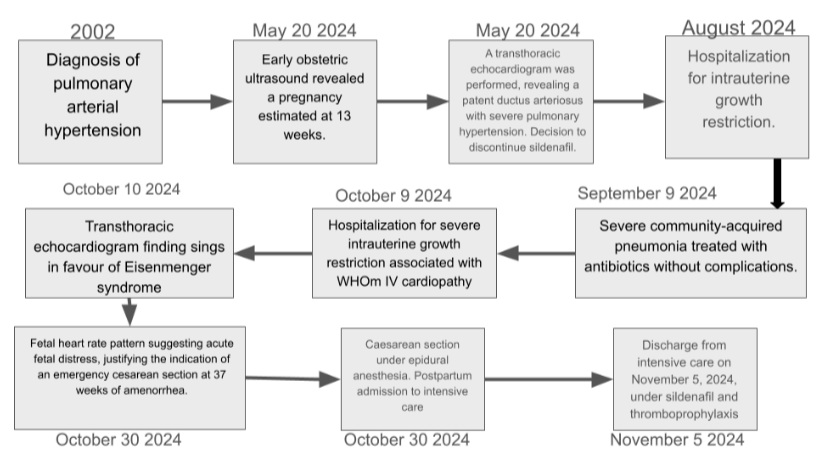 2002
Diagnosis of
pulmonary
arterial
hypertension
May 20 2024
Early obstetric
ultrasound revealed
a pregnancy
estimated at 13
weeks.
May 20 2024
A transthoracic
echocardiogram was
performed, revealing a
patent ductus arteriosus
with severe pulmonary
hypertension. Decision to
discontinue sildenafil.
August 2024
Hospitalization
for intrauterine
growth
restriction.
September 9 2024
Severe community-acquired
pneumonia treated with
antibiotics without complications.
October 9 2024
Hospitalization for severe
intrauterine growth
restriction associated with
WHOm IV cardiopathy
October 10 2024
Transthoracic
echocardiogram finding sings
in favour of Eisenmenger
syndrome
Fetal heart rate pattern suggesting acute
fetal distress, justifying the indication of
an emergency cesarean section at 37
weeks of amenorrhea.
October 30 2024
Caesarean section
under epidural
anesthesia. Postpartum
admission to intensive
care
October 30 2024
Discharge from
intensive care on
November 5, 2024,
under sildenafil and
thromboprophylaxis
November 5 2024